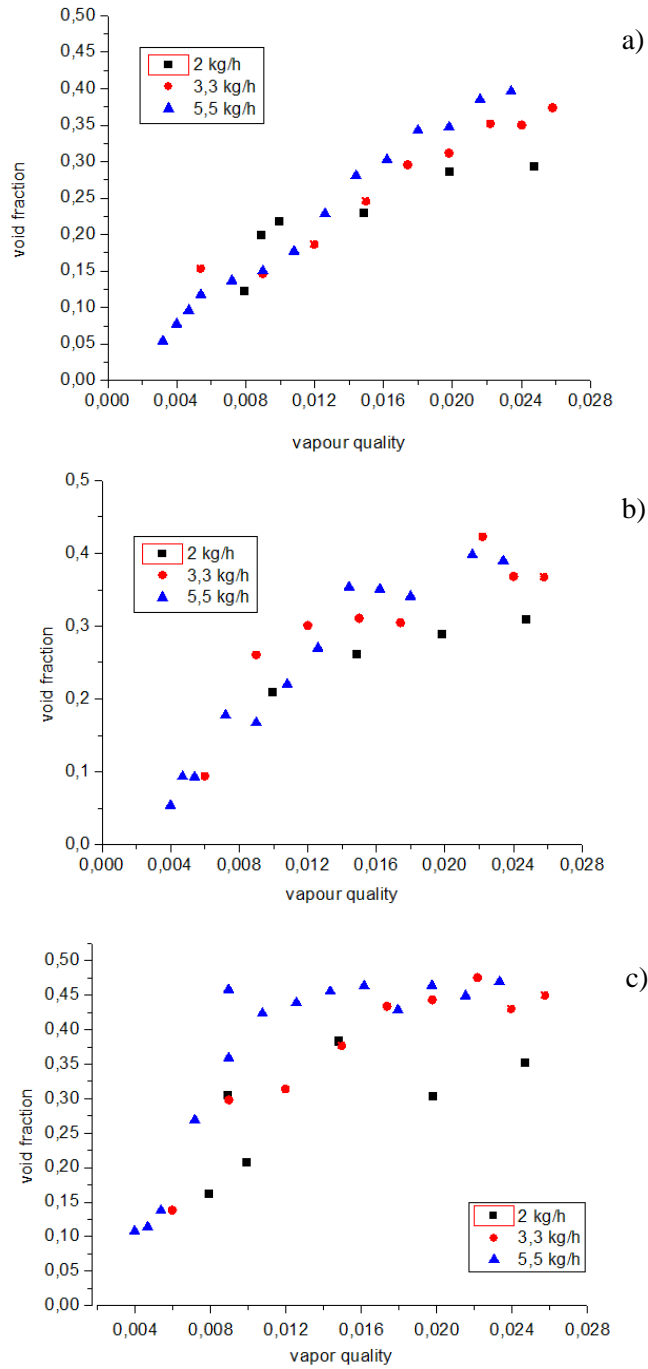 a)
0,50
0,45
0,40
0,35
0,30
0,25
0,20
0,15
0,10
0,05
0,00
void fraction
2 kg/h
3,3 kg/h
5,5 kg/h
0,000 0,004 0,008 0,012 0,016 0,020 0,024 0,028
vapour quality
b)
0,5
0,4
0,3
0,2
0,1
0,0
void fraction
2 kg/h
3,3 kg/h
5,5 kg/h
0,000 0,004 0,008 0,012 0,016 0,020 0,024 0,028
vapour quality
c)
0,50
0,45
0,40
0,35
0,30
0,25
0,20
0,15
0,10
0,05
0,00
void fraction
2 kg/h
3,3 kg/h
5,5 kg/h
0,004 0,008 0,012 0,016 0,020 0,024 0,028
vapor quality